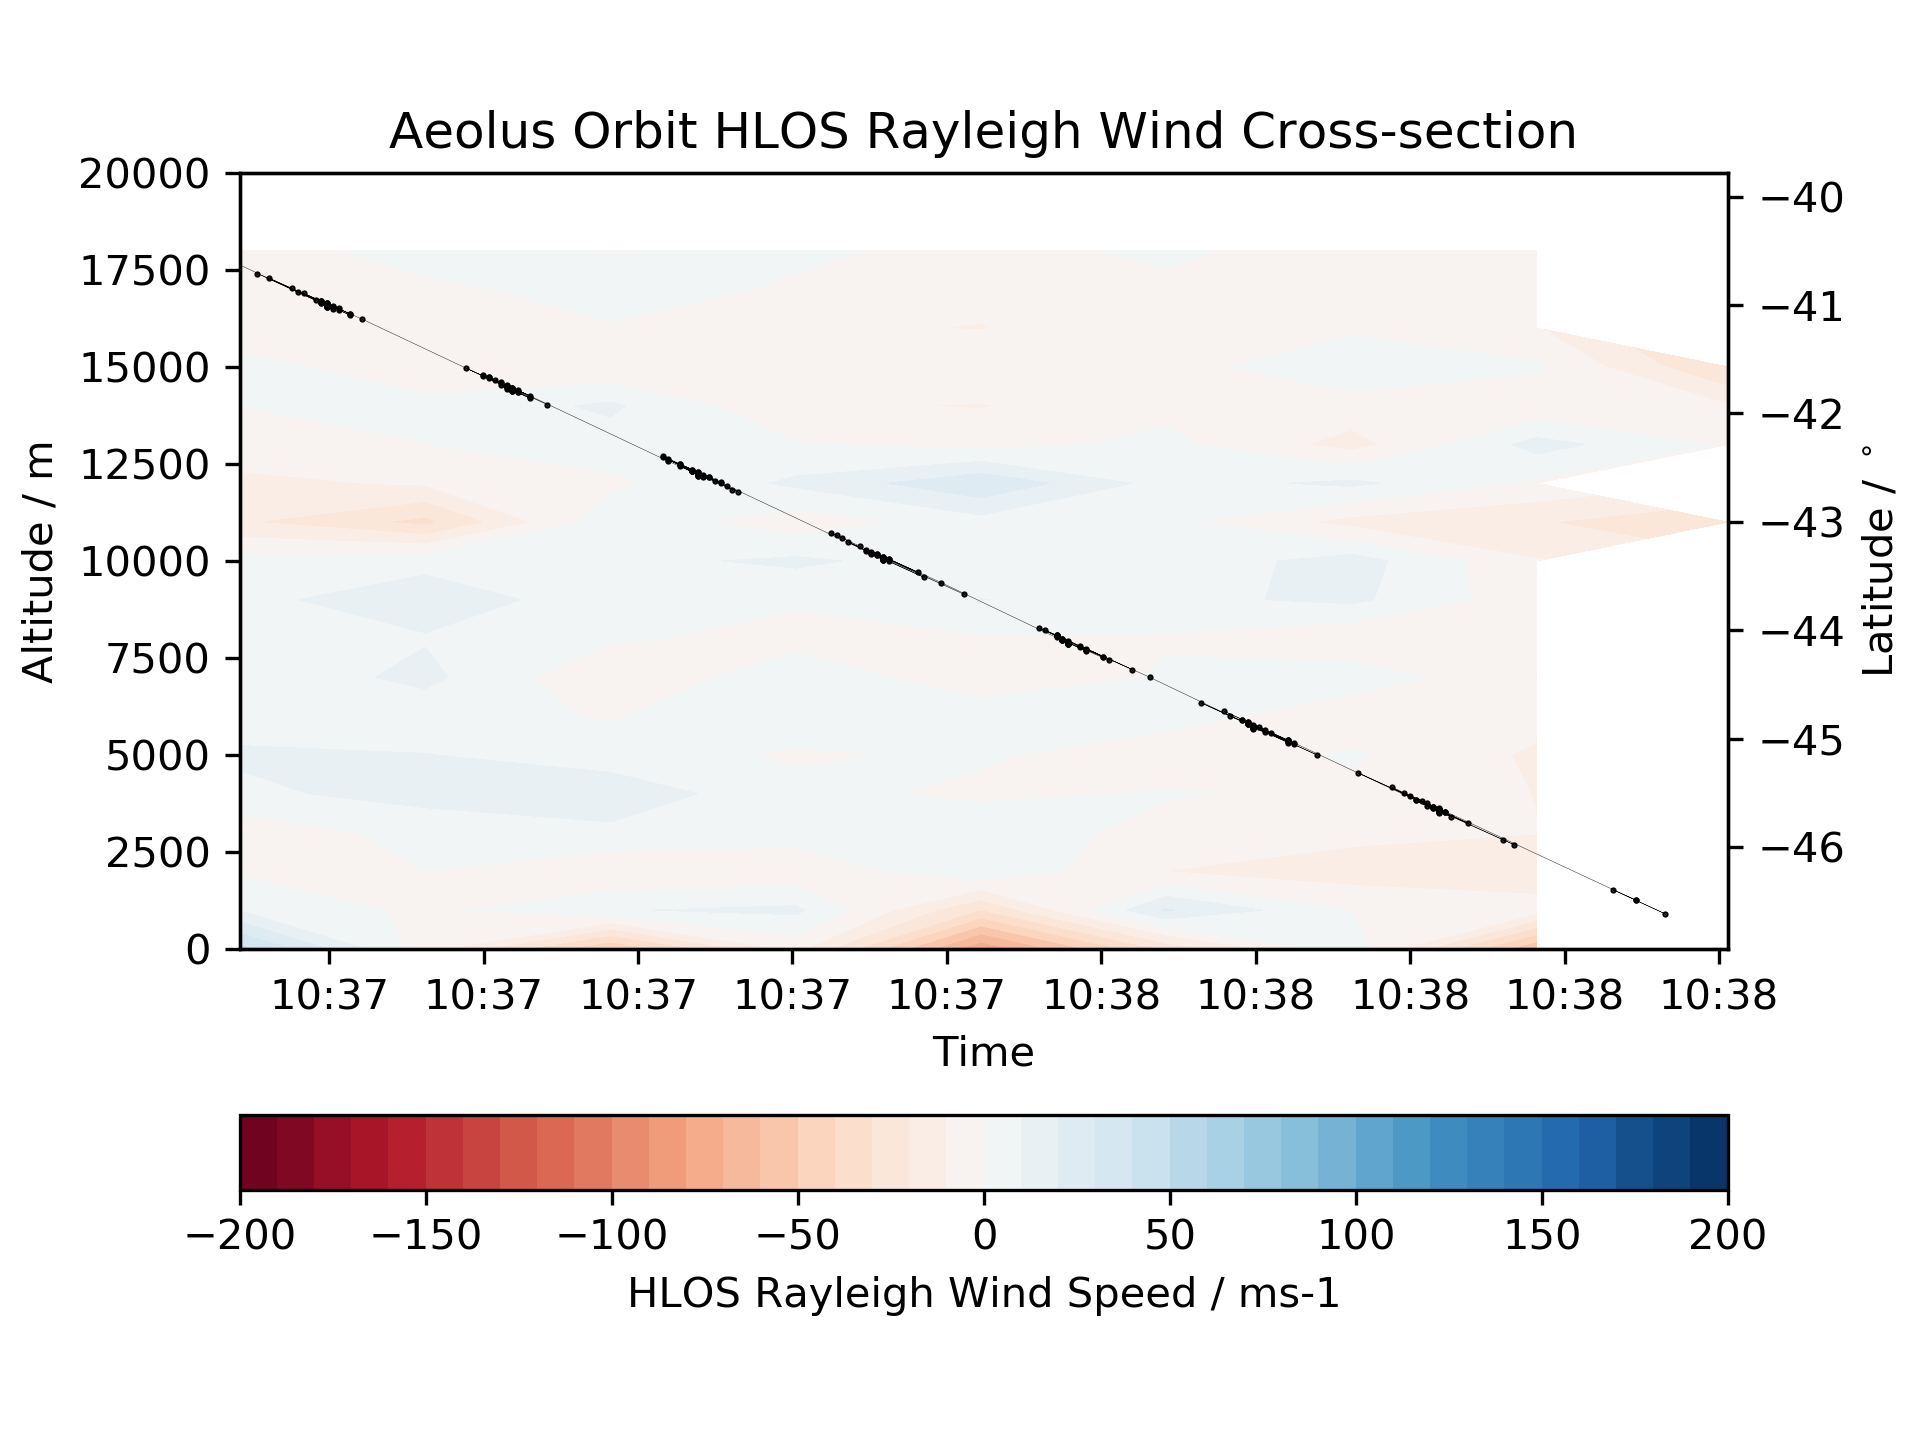 Aeolus Orbit HLOS Rayleigh Wind Cross-section
20000
17500
15000
12500
10000
7500
5000
2500
0
Altitude / m
−40
−41
−42
−43
−44
−45
−46
Latitude / °
10:37 10:37 10:37 10:37 10:37 10:38 10:38 10:38 10:38 10:38
Time
−200 −150 −100 −50 0 50 100 150 200
HLOS Rayleigh Wind Speed / ms-1